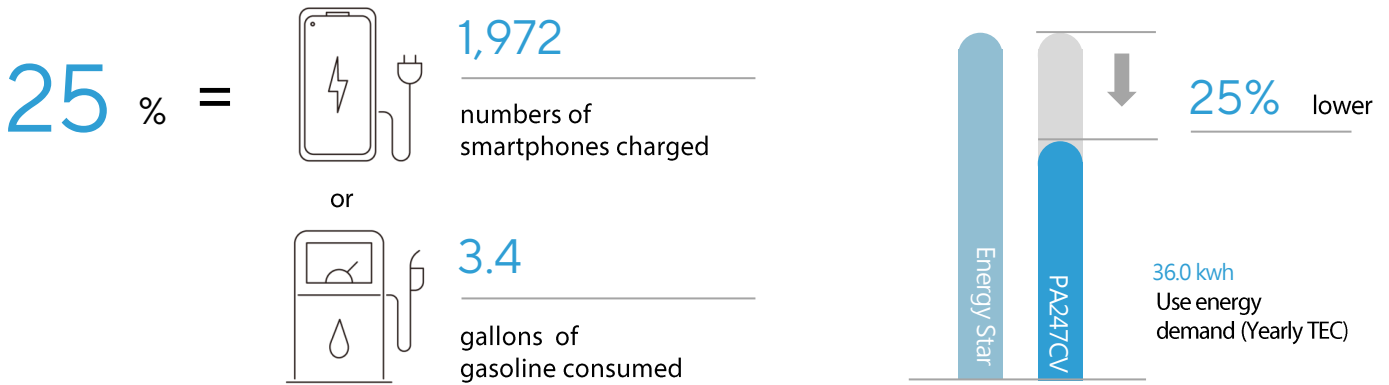 25 % =
1,972
numbers of
smartphones charged
or
3.4
gallons of
gasoline consumed
Energy Star
PA247CV
25% lower
36.0 kwh
Use energy
demand (Yearly TEC)